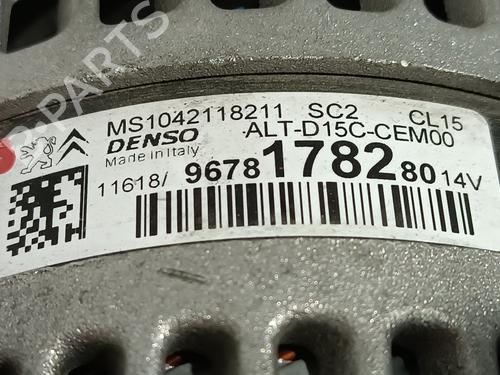 PARTS
MS1042118211 SC2 CL15
DENSO ALT-D15C-CEM00
Made in Italy
11618/ 9678178280 14V